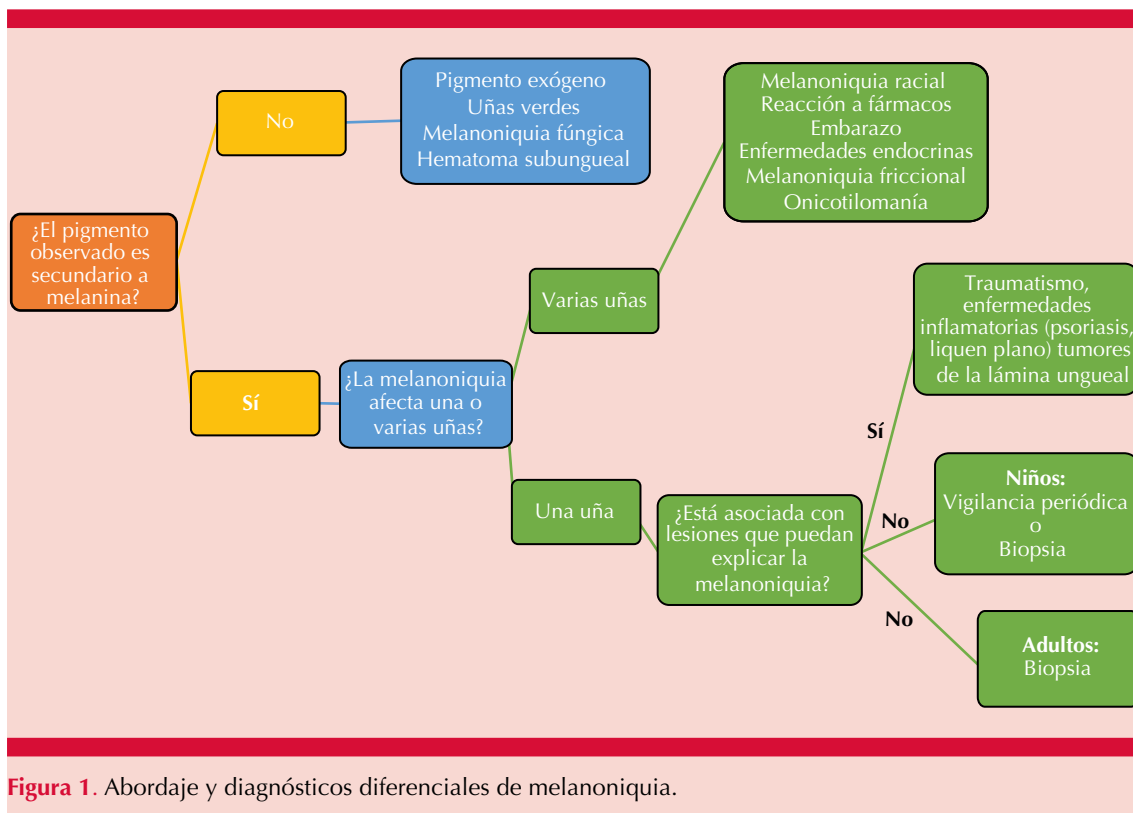 No
Pigmento exógeno
Uñas verdes
Melanoniquia fúngica
Hematoma subungueal
Melanoniquia racial
Reacción a fármacos
Embarazo
Enfermedades endocrinas
Melanoniquia friccional
Onicotilomanía
¿El pigmento
observado es
secundario a
melanina?
Varias uñas
Traumatismo,
enfermedades
inflamatorias (psoriasis,
liquen plano) tumores
de la lámina ungueal
Sí
¿La melanoniquia
afecta una o
varias uñas?
Sí
Una uña
¿Está asociada con
lesiones que puedan
explicar la
melanoniquia?
No
Niños:
Vigilancia periódica
o
Biopsia
No
Adultos:
Biopsia
Figura 1. Abordaje y diagnósticos diferenciales de melanoniquia.